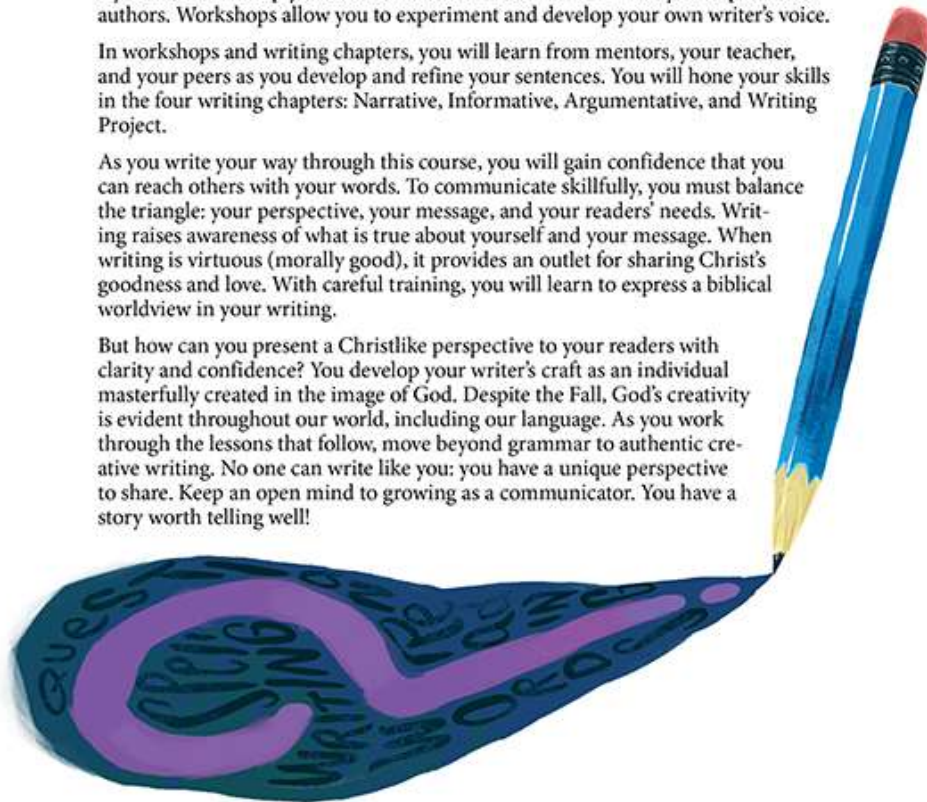 authors. Workshops allow you to experiment and develop your own writer's voice.
In workshops and writing chapters, you will learn from mentors, your teacher,
and your peers as you develop and refine your sentences. You will hone your skills
in the four writing chapters: Narrative, Informative, Argumentative, and Writing
Project.
As you write your way through this course, you will gain confidence that you
can reach others with your words. To communicate skillfully, you must balance
the triangle: your perspective, your message, and your readers' needs. Writ-
ing raises awareness of what is true about yourself and your message. When
writing is virtuous (morally good), it provides an outlet for sharing Christ's
goodness and love. With careful training, you will learn to express a biblical
worldview in your writing.
But how can you present a Christlike perspective to your readers with
clarity and confidence? You develop your writer's craft as an individual
masterfully created in the image of God. Despite the Fall, God's creativity
is evident throughout our world, including our language. As you work
through the lessons that follow, move beyond grammar to authentic cre-
ative writing. No one can write like you: you have a unique perspective
to share. Keep an open mind to growing as a communicator. You have a
story worth telling well!
WRITING
WORDS